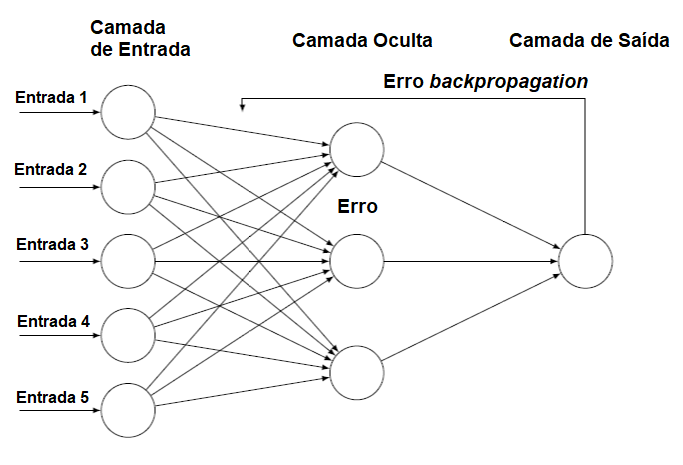 Camada
de Entrada
Camada Oculta
Camada de Saída
Erro backpropagation
Entrada 1
Entrada 2
Erro
Entrada 3
Entrada 4
Entrada 5